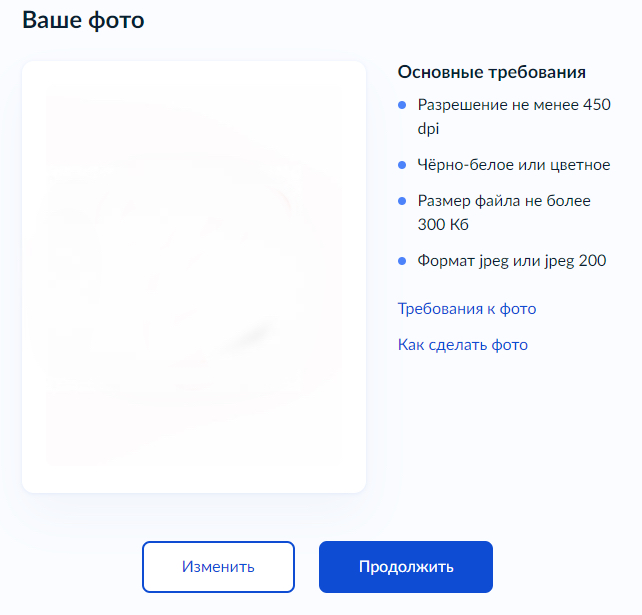 Ваше фото
Основные требования
Разрешение не менее 450
dpi
Чёрно-белое или цветное
Размер файла не более
300 Кб
Формат jpeg или jpeg 200
Требования к фото
Как сделать фото
Изменить
Продолжить